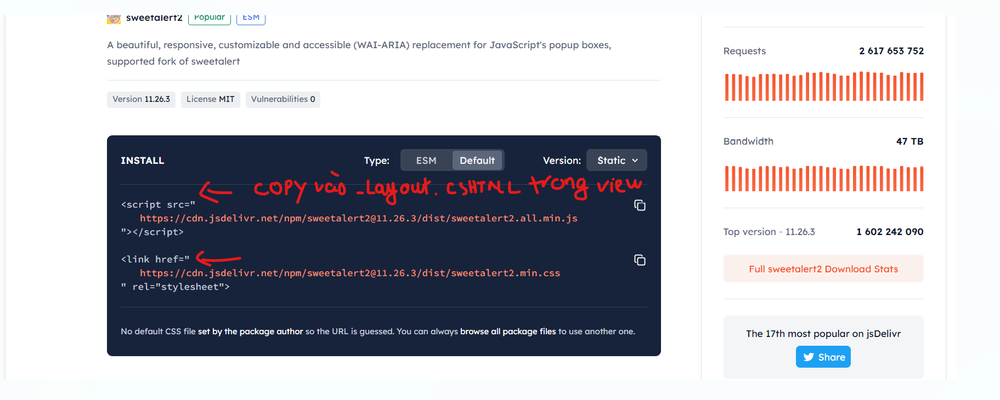 sweetalert2 Popular ESM
A beautiful, responsive, customizable and accessible (WAI-ARIA) replacement for JavaScript's popup boxes,
supported fork of sweetalert
Version 11.26.3 License MIT Vulnerabilities 0
INSTALL Type: ESM Default Version: Static
← COPY vào _Layout.CSHTML trong view
<script src="
https://cdn.jsdelivr.net/npm/sweetalert2@11.26.3/dist/sweetalert2.all.min.js
"></script>
<link href="
https://cdn.jsdelivr.net/npm/sweetalert2@11.26.3/dist/sweetalert2.min.css
" rel="stylesheet">
No default CSS file set by the package author so the URL is guessed. You can always browse all package files to use another one.
Requests 2 617 653 752
Bandwidth 47 TB
Top version - 11.26.3 1 602 242 090
Full sweetalert2 Download Stats
The 17th most popular on jsDelivr
Share